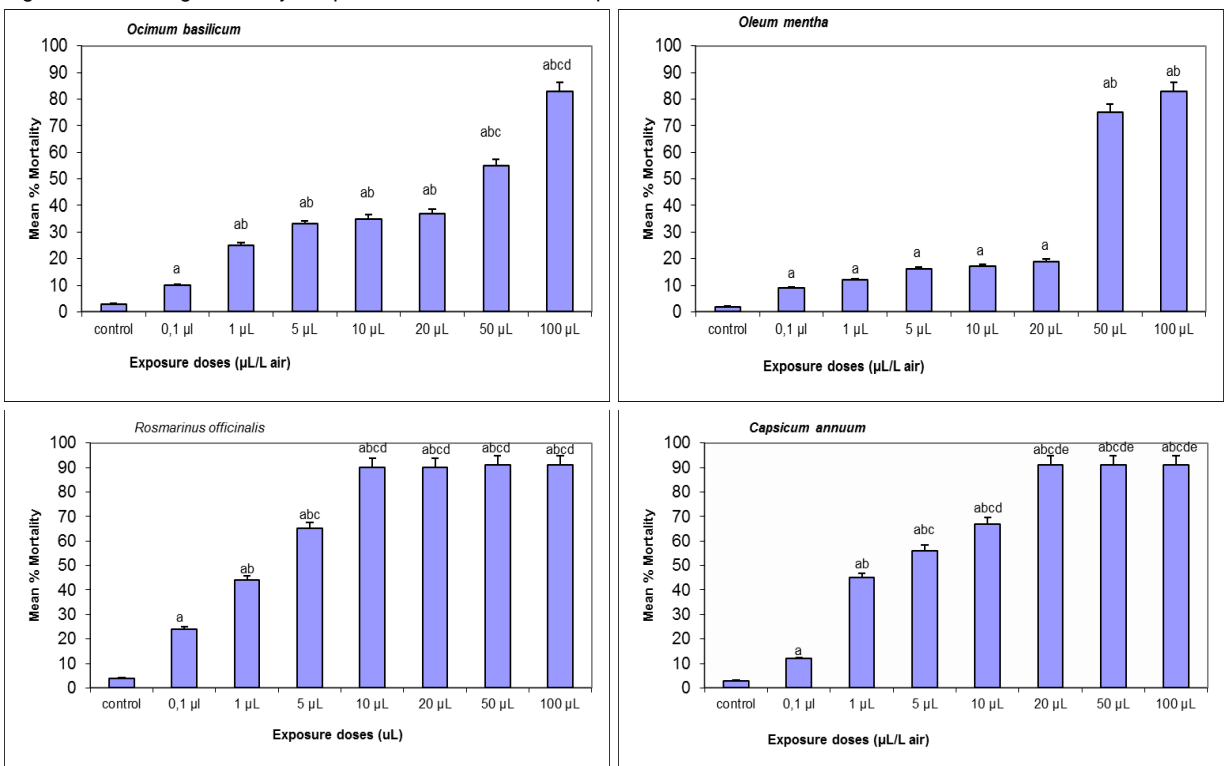 Ocimum basilicum
100
90
80
70
60
50
40
30
20
10
0
Mean % Mortality
a
ab
ab
ab
ab
abc
abcd
control 0,1 µl 1 µL 5 µL 10 µL 20 µL 50 µL 100 µL
Exposure doses (µL/L air)
Oleum mentha
100
90
80
70
60
50
40
30
20
10
0
Mean % Mortality
a
a
a
a
a
ab
ab
control 0,1 µl 1 µL 5 µL 10 µL 20 µL 50 µL 100 µL
Exposure doses (µL/L air)
Rosmarinus officinalis
100
90
80
70
60
50
40
30
20
10
0
Mean % Mortality
a
ab
abc
abcd
abcd
abcd
abcd
control 0,1 µl 1 µL 5 µL 10 µL 20 µL 50 µL 100 µL
Exposure doses (uL)
Capsicum annuum
100
90
80
70
60
50
40
30
20
10
0
Mean % Mortality
a
ab
abc
abcd
abcde
abcde
abcde
control 0,1 µl 1 µL 5 µL 10 µL 20 µL 50 µL 100 µL
Exposure doses (µL/L air)